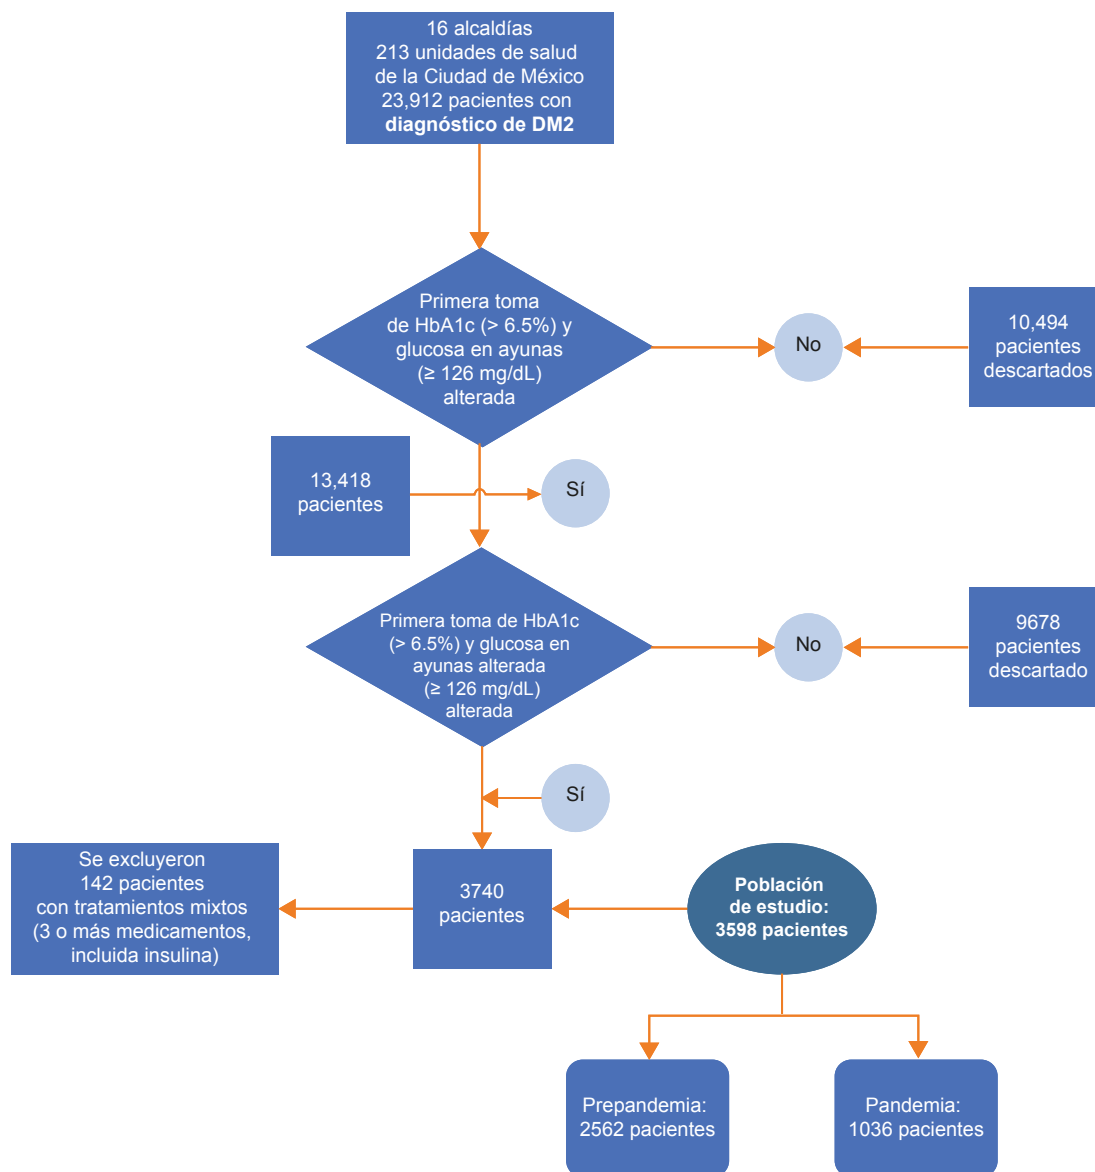 16 alcaldías
213 unidades de salud
de la Ciudad de México
23,912 pacientes con
diagnóstico de DM2
Primera toma
de HbA1c (> 6.5%) y
glucosa en ayunas
(≥ 126 mg/dL)
alterada
No
10,494
pacientes
descartados
13,418
pacientes
Sí
Primera toma de HbA1c
(> 6.5%) y glucosa en
ayunas alterada
(≥ 126 mg/dL)
alterada
No
9678
pacientes
descartado
Sí
Se excluyeron
142 pacientes
con tratamientos mixtos
(3 o más medicamentos,
incluida insulina)
3740
pacientes
Población
de estudio:
3598 pacientes
Prepandemia:
2562 pacientes
Pandemia:
1036 pacientes